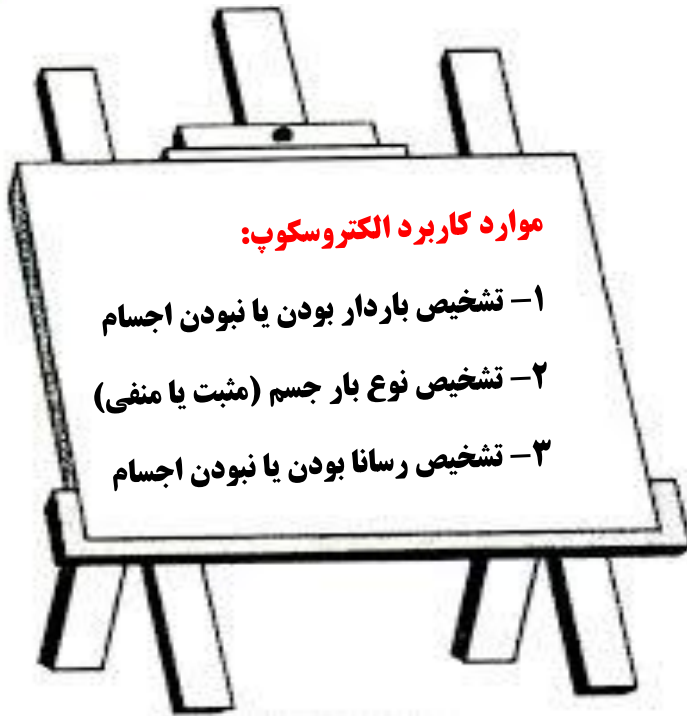 موارد کاربرد الکتروسکوپ:
۱- تشخیص باردار بودن یا نبودن اجسام
۲- تشخیص نوع بار جسم (مثبت یا منفی)
۳- تشخیص رسانا بودن یا نبودن اجسام